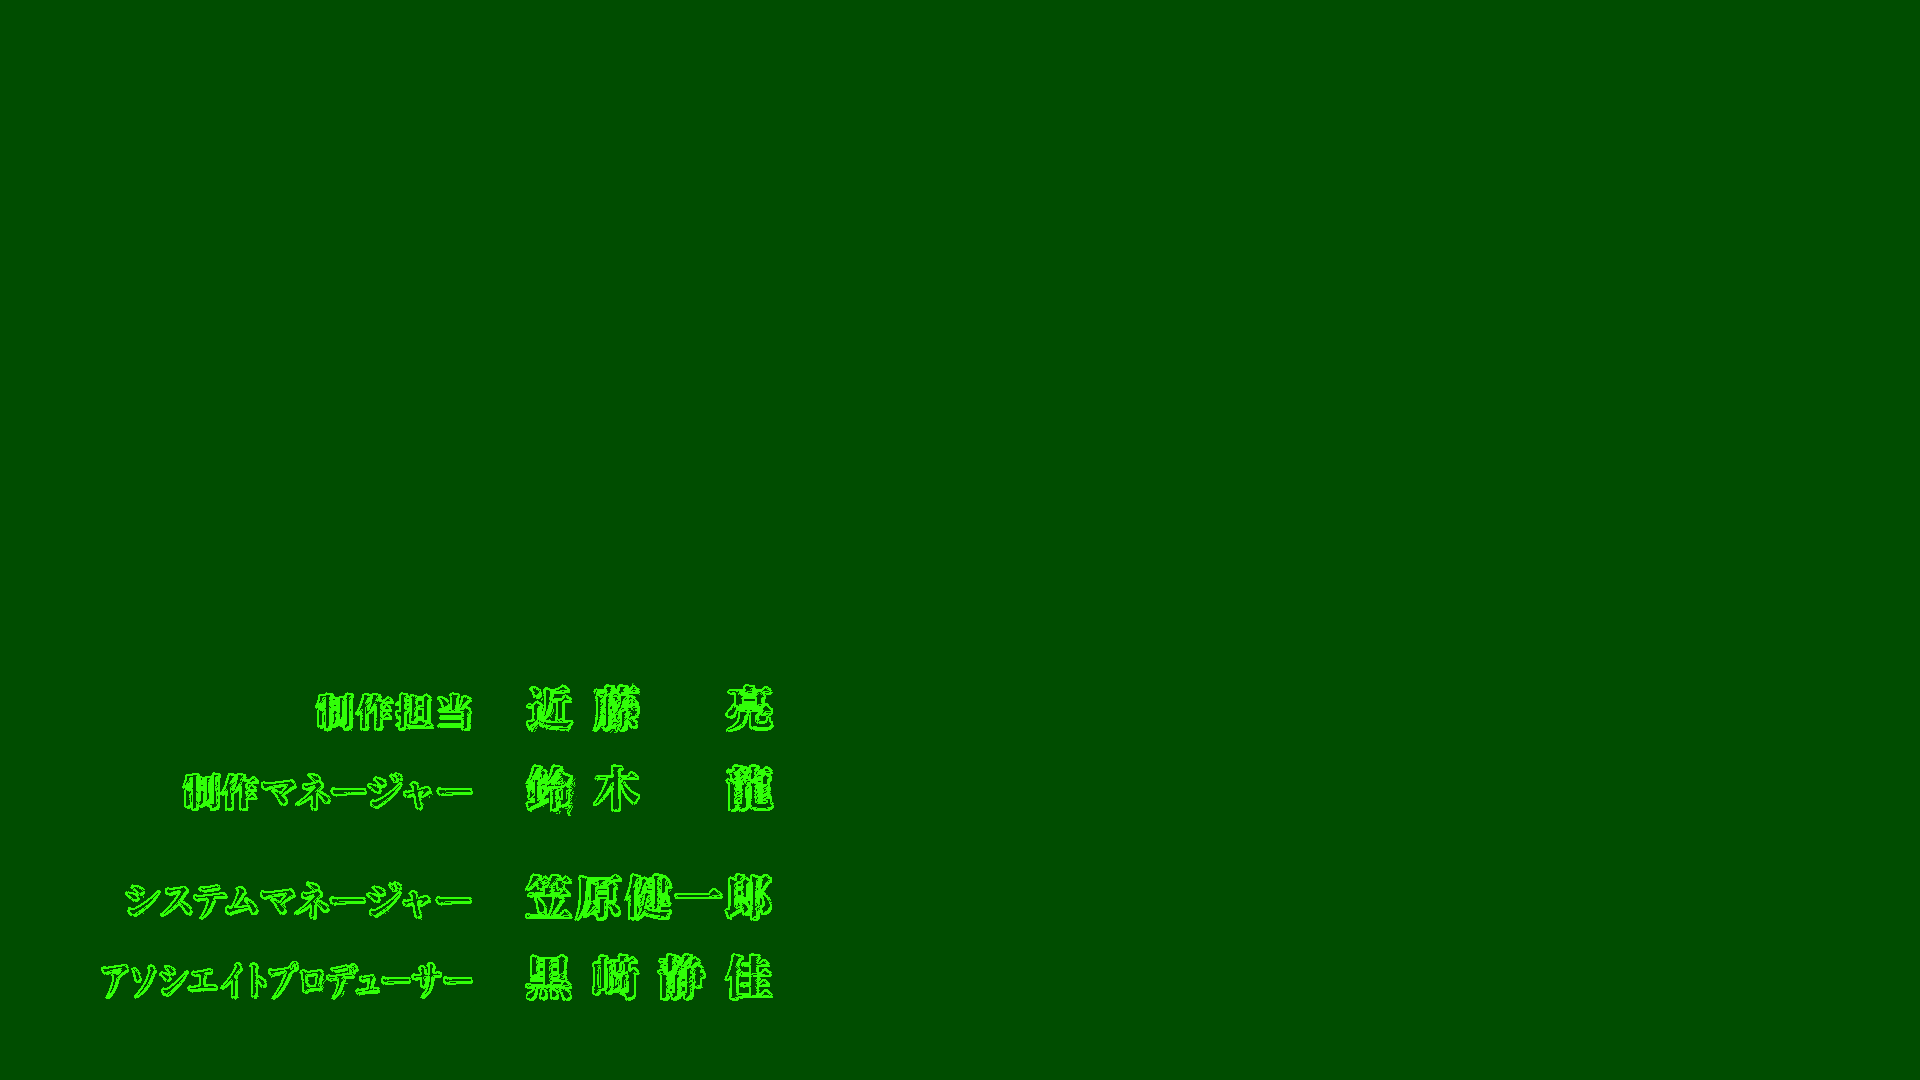 制作担当 近藤 亮
制作マネージャー 鈴木 龍
システムマネージャー 笠原健一郎
アソシエイトプロデューサー 黒﨑静佳